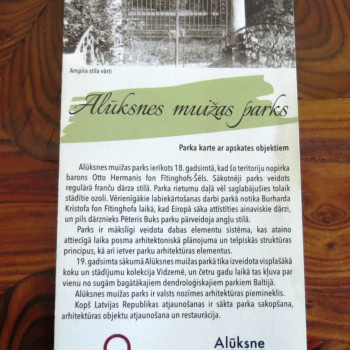 Ampīra stila vārti
Alūksnes muižas parks
Parka karte ar apskates objektiem
Alūksnes muižas parks ierīkots 18. gadsimtā, kad šo teritoriju nopirka
barons Otto Hermanis fon Fītinghofs-Šēls. Sākotnēji parks veidots
regulārā franču dārza stilā. Parka rietumu daļā vēl saglabājušies tolaik
stādītie ozoli. Vērienīgākie labiekārtošanas darbi parkā notika Burharda
Kristofa fon Fītinghofa laikā, kad Eiropā sāka attīstīties ainaviskie dārzi,
un pils dārznieks Pēteris Buks parku pārveidoja angļu stilā.
Parks ir mākslīgi veidota dabas elementu sistēma, kas ataino
attiecīgā laika posma arhitektoniskā plānojuma un telpiskās struktūras
principus, kā arī ietver parku arhitektūras elementus.
19. gadsimta sākumā Alūksnes muižas parkā tika izveidota visplašākā
koku un stādījumu kolekcija Vidzemē, un četru gadu laikā tas kļuva par
vienu no sugām bagātākajiem dendroloģiskajiem parkiem Baltijā.
Alūksnes muižas parks ir valsts nozīmes arhitektūras piemineklis.
Kopš Latvijas Republikas atjaunošanas ir sākta parka sakopšana,
arhitektūras objektu atjaunošana un restaurācija.
Alūksne